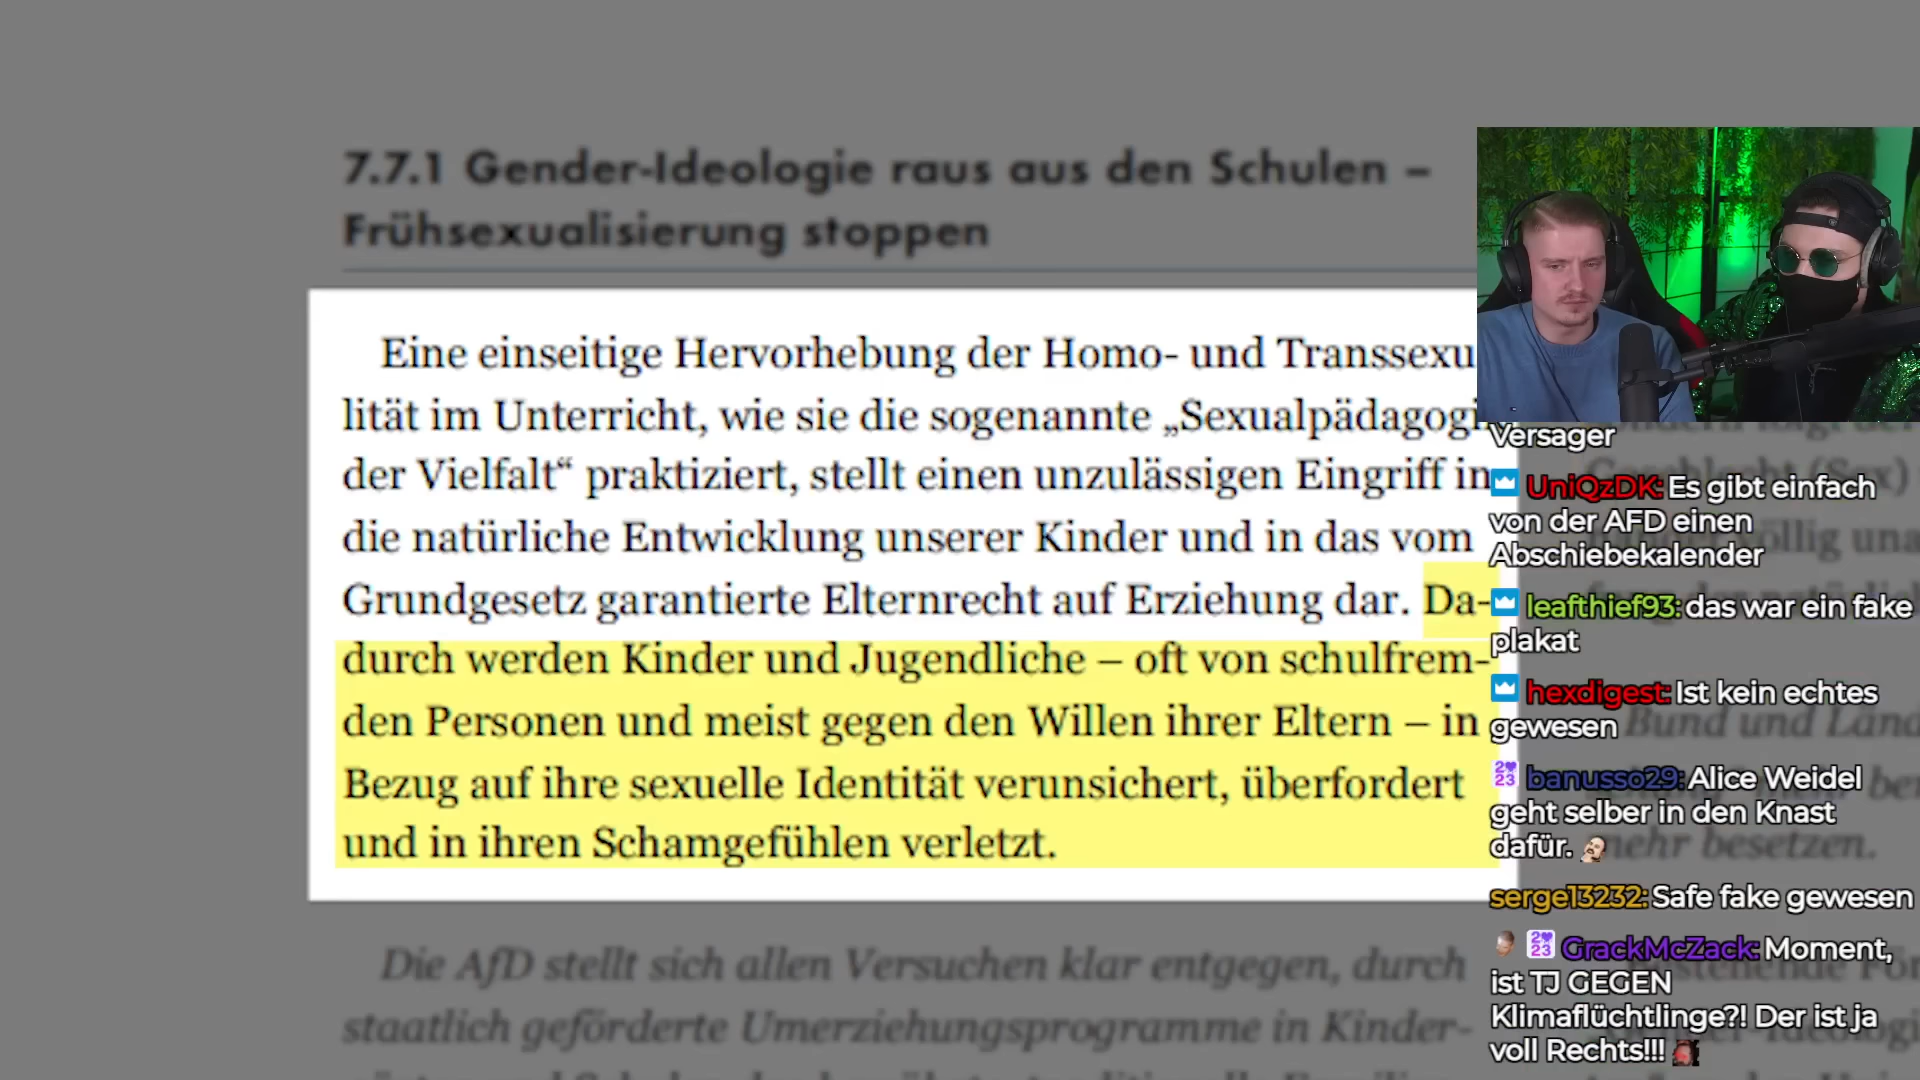 7.7.1 Gender-Ideologie raus aus den Schulen –
Frühsexualisierung stoppen
Eine einseitige Hervorhebung der Homo- und Transsexu
lität im Unterricht, wie sie die sogenannte „Sexualpädagogi
der Vielfalt“ praktiziert, stellt einen unzulässigen Eingriff in
die natürliche Entwicklung unserer Kinder und in das vom
Grundgesetz garantierte Elternrecht auf Erziehung dar. Da-
durch werden Kinder und Jugendliche – oft von schulfrem-
den Personen und meist gegen den Willen ihrer Eltern – in
Bezug auf ihre sexuelle Identität verunsichert, überfordert
und in ihren Schamgefühlen verletzt.
Die AfD stellt sich allen Versuchen klar entgegen, durch
staatlich geförderte Umerziehungsprogramme in Kinder-
Versager
UniQzDK: Es gibt einfach
von der AFD einen
Abschiebekalender
leafthief93: das war ein fake
plakat
hexdigest: Ist kein echtes
gewesen
banusso29: Alice Weidel
geht selber in den Knast
dafür.
serge13232: Safe fake gewesen
GrackMcZack: Moment,
ist TJ GEGEN
Klimaflüchtlinge?! Der ist ja
voll Rechts!!!
Bund und Land
mehr besetzen.